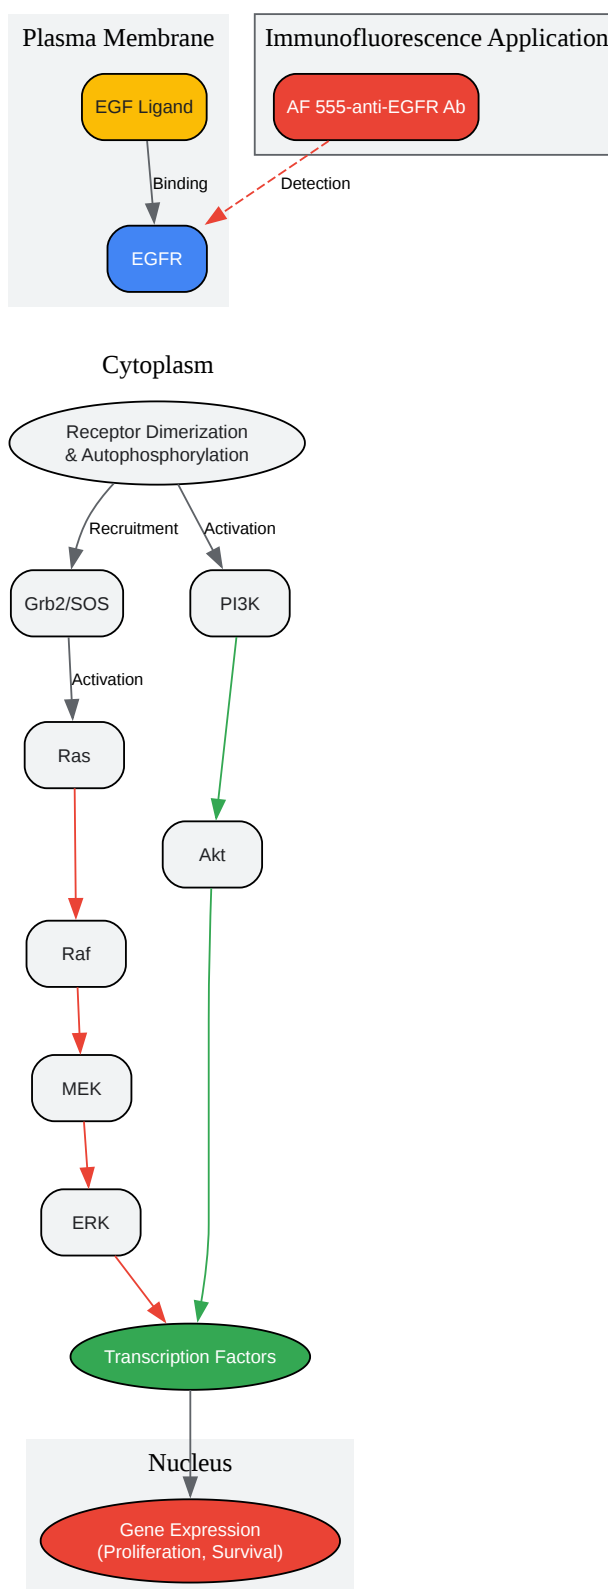 Plasma Membrane
Immunofluorescence Application
EGF Ligand
AF 555-anti-EGFR Ab
Binding
Detection
EGFR
Cytoplasm
Receptor Dimerization
& Autophosphorylation
Recruitment
Activation
Grb2/SOS
PI3K
Activation
Ras
Akt
Raf
MEK
ERK
Transcription Factors
Nucleus
Gene Expression
(Proliferation, Survival)